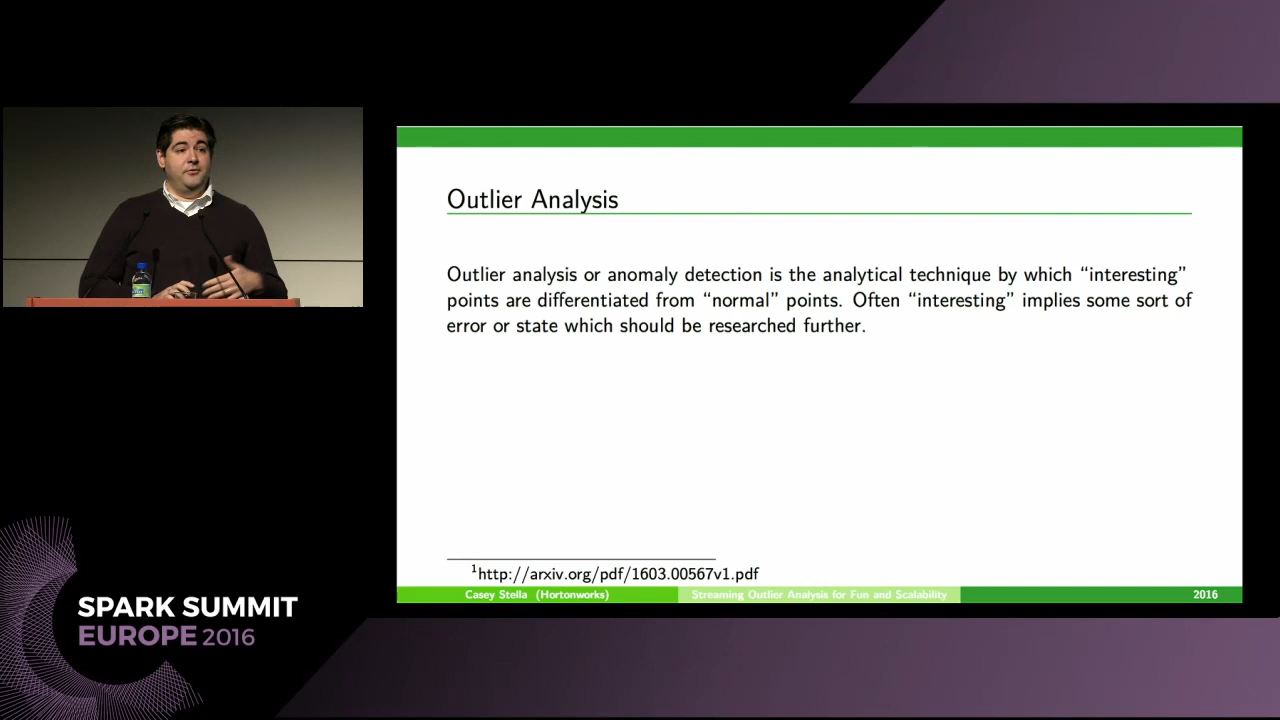 Outlier Analysis
Outlier analysis or anomaly detection is the analytical technique by which “interesting”
points are differentiated from “normal” points. Often “interesting” implies some sort of
error or state which should be researched further.
1http://arxiv.org/pdf/1603.00567v1.pdf
Casey Stella (Hortonworks) Streaming Outlier Analysis for Fun and Scalability 2016
SPARK SUMMIT
EUROPE 2016